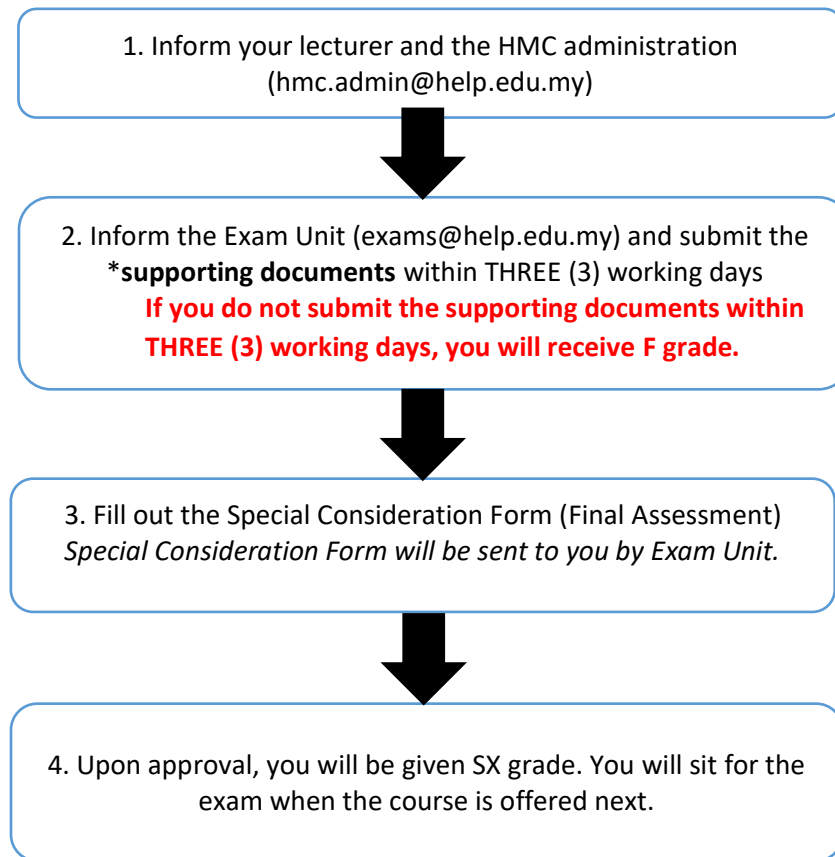 1. Inform your lecturer and the HMC administration
(hmc.admin@help.edu.my)
2. Inform the Exam Unit (exams@help.edu.my) and submit the
*supporting documents within THREE (3) working days
If you do not submit the supporting documents within
THREE (3) working days, you will receive F grade.
3. Fill out the Special Consideration Form (Final Assessment)
Special Consideration Form will be sent to you by Exam Unit.
4. Upon approval, you will be given SX grade. You will sit for the
exam when the course is offered next.